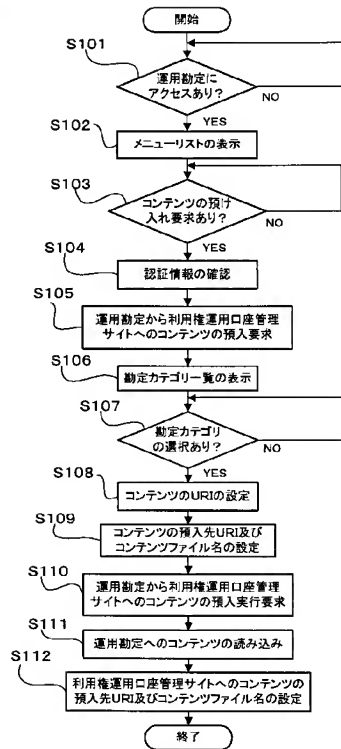 開始
S101
運用勘定に
アクセスあり?
NO
YES
S102
メニューリストの表示
S103
コンテンツの預け
入れ要求あり?
NO
YES
S104
認証情報の確認
S105
運用勘定から利用権運用口座管理
サイトへのコンテンツの預入要求
S106
勘定カテゴリ一覧の表示
S107
勘定カテゴリ
の選択あり?
NO
YES
S108
コンテンツのURIの設定
S109
コンテンツの預入先URI及び
コンテンツファイル名の設定
S110
運用勘定から利用権運用口座管理
サイトへのコンテンツの預入実行要求
S111
運用勘定へのコンテンツの読み込み
S112
利用権運用口座管理サイトへのコンテンツの
預入先URI及びコンテンツファイル名の設定
終了